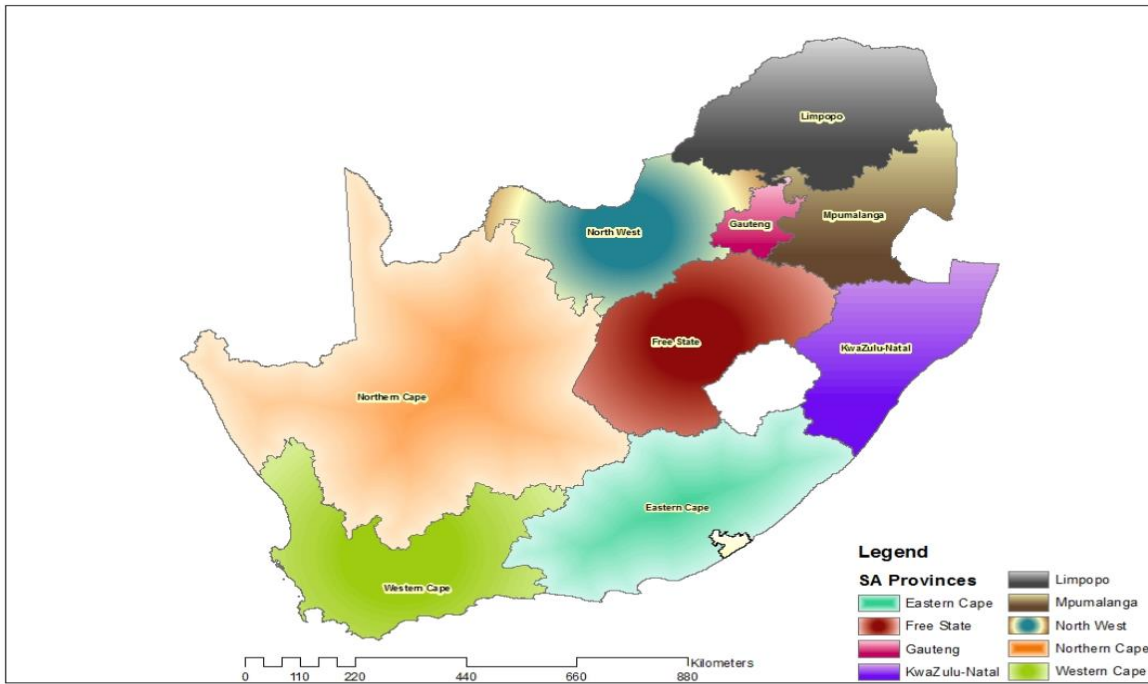 Limpopo
Mpumalanga
Gauteng
North West
Free State
KwaZulu-Natal
Northern Cape
Eastern Cape
Western Cape
Legend
SA Provinces
Eastern Cape
Free State
Gauteng
KwaZulu-Natal
Limpopo
Mpumalanga
North West
Northern Cape
Western Cape
Kilometers
0 110 220 440 660 880